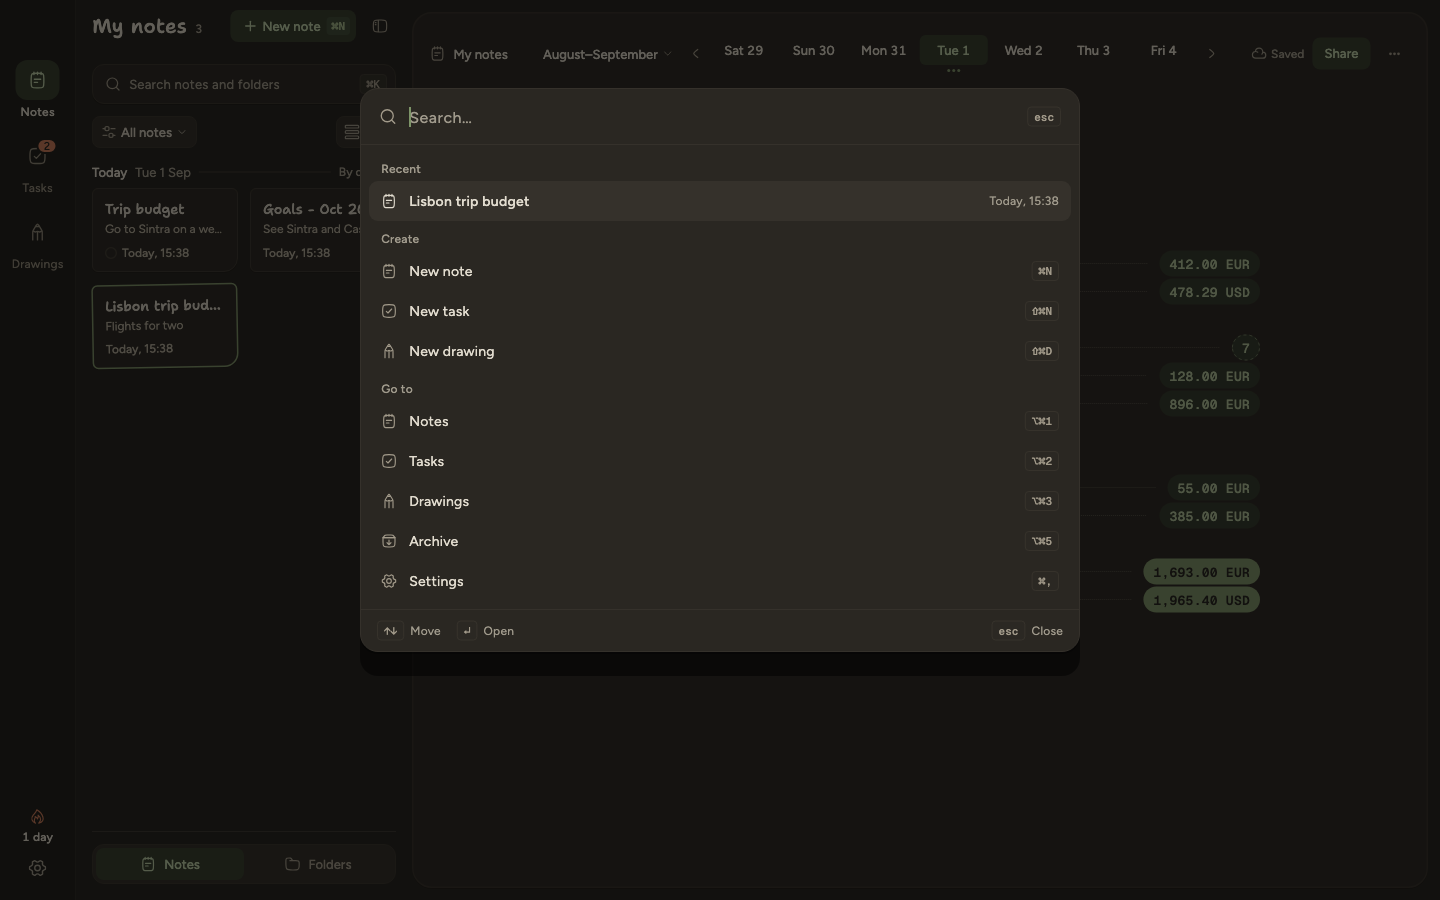 My notes 3
+ New note ⌘N
Search notes and folders ⌘K
All notes
Today Tue 1 Sep
Trip budget
Go to Sintra on a we...
Today, 15:38
Goals - Oct
See Sintra and
Today, 15:38
Lisbon trip bud...
Flights for two
Today, 15:38
Notes
2
Tasks
Drawings
1 day
Notes
Folders
My notes
August–September
Sat 29
Sun 30
Mon 31
Tue 1
Wed 2
Thu 3
Fri 4
Saved
Share
Search...
esc
Recent
Lisbon trip budget Today, 15:38
Create
New note ⌘N
New task ⇧⌘N
New drawing ⇧⌘D
Go to
Notes ⌥⌘1
Tasks ⌥⌘2
Drawings ⌥⌘3
Archive ⌥⌘5
Settings ⌘,
Move
Open
esc Close
412.00 EUR
478.29 USD
7
128.00 EUR
896.00 EUR
55.00 EUR
385.00 EUR
1,693.00 EUR
1,965.40 USD